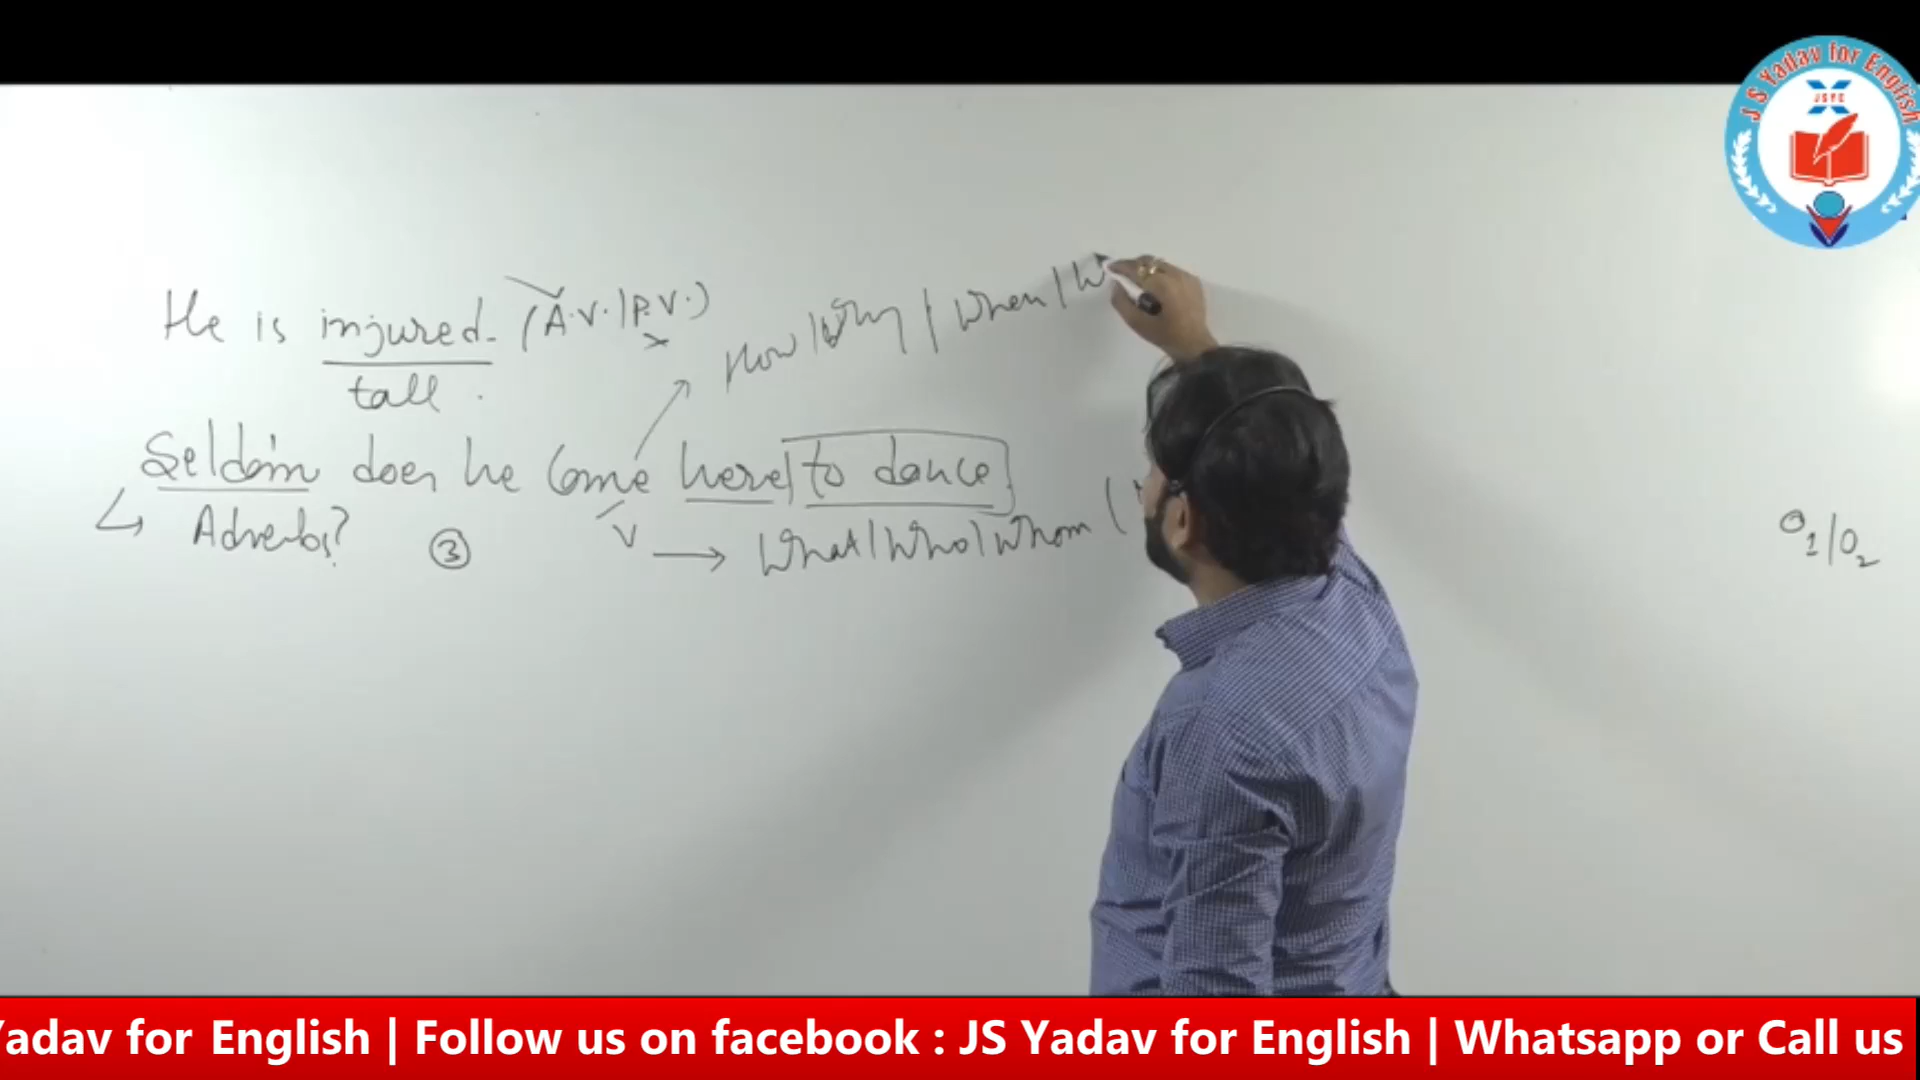 J S Yadav for English
JSYE
He is injured. (A.V. | P.V.)
tall.
How | Why | When | W
Seldom does he come here to dance
Adverbs?
③
V
What | Who | Whom (
O1/O2
Yadav for English | Follow us on facebook : JS Yadav for English | Whatsapp or Call us